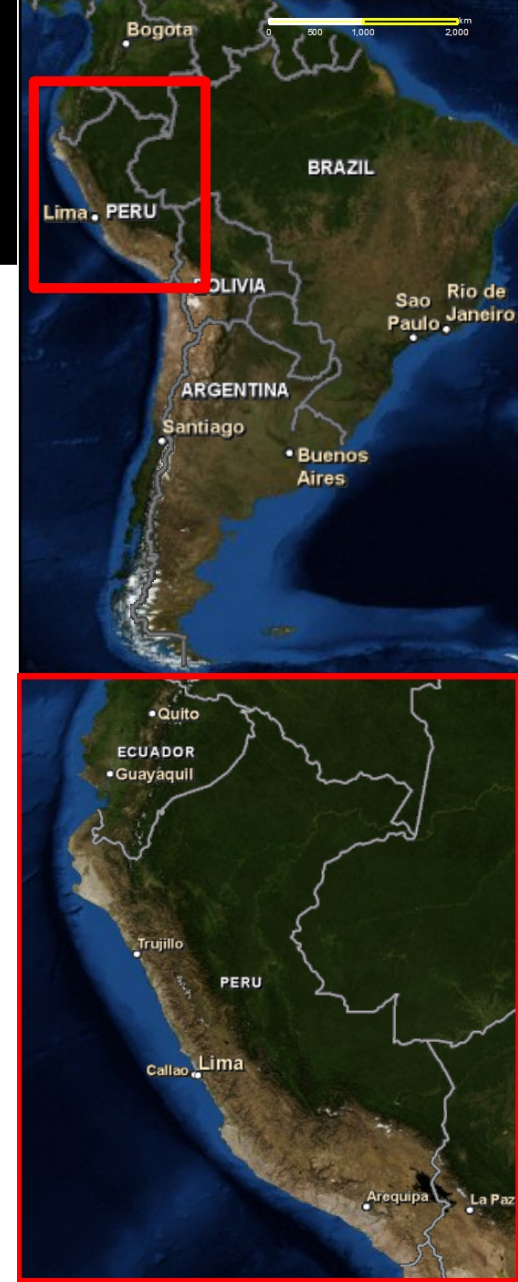 Bogota
km
0 500 1,000 2,000
BRAZIL
Lima PERU
BOLIVIA
Sao
Paulo
Rio de
Janeiro
ARGENTINA
Santiago
Buenos
Aires
Quito
ECUADOR
Guayaquil
Trujillo
PERU
Callao Lima
Arequipa La Paz